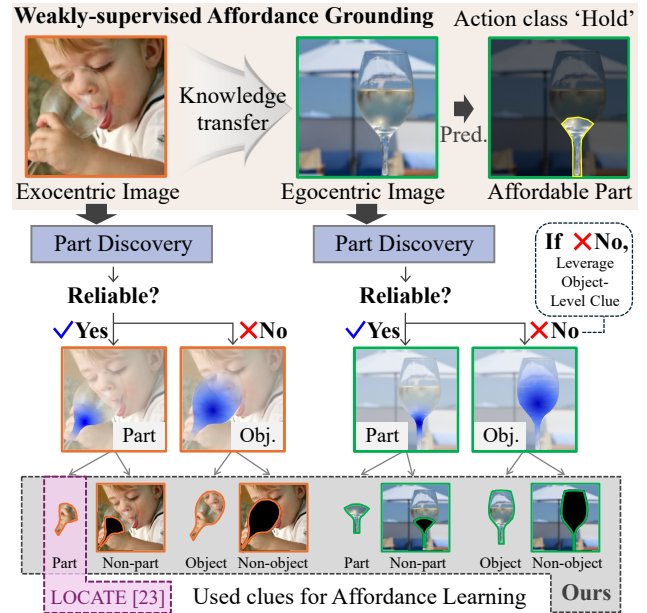 Weakly-supervised Affordance Grounding
Action class ‘Hold’
Knowledge
transfer
Pred.
Exocentric Image
Egocentric Image
Affordable Part
Part Discovery
Part Discovery
If ❌No,
Leverage
Object-
Level Clue
Reliable?
Reliable?
✓Yes
❌No
✓Yes
❌No
Part
Obj.
Part
Obj.
Part
Non-part
Object
Non-object
Part
Non-part
Object
Non-object
LOCATE [23]
Used clues for Affordance Learning
Ours